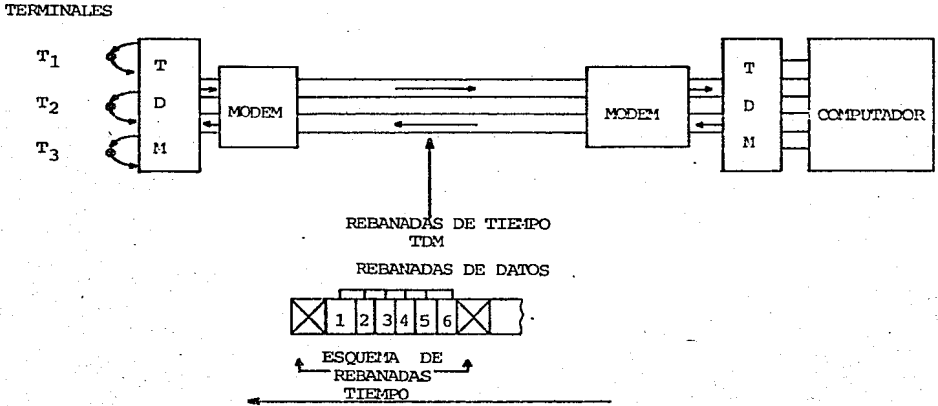 TERMINALES
T1
T2
T3
T
D
M
MODEM
MODEM
T
D
M
COMPUTADOR
REBANADAS DE TIEMPO
TDM
REBANADAS DE DATOS
1 2 3 4 5 6
ESQUEMA DE
REBANADAS
TIEMPO